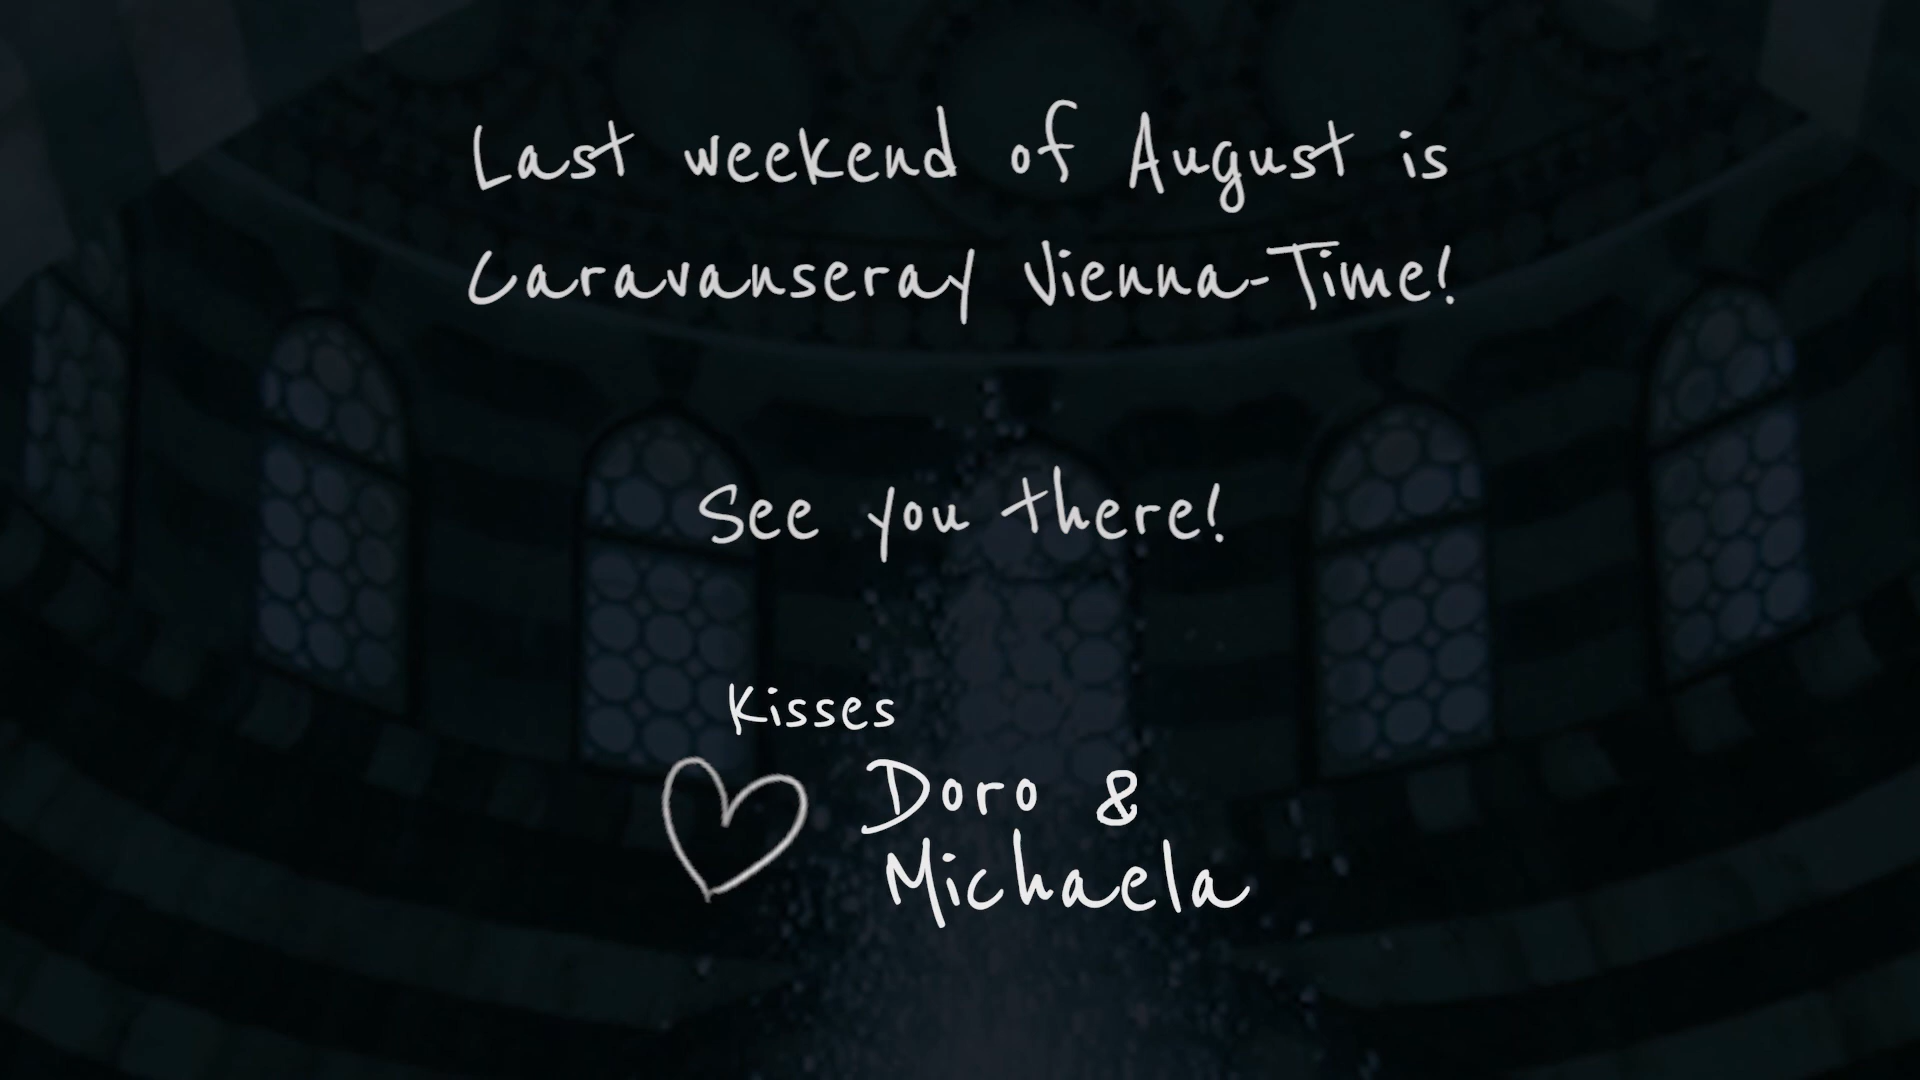 Last weekend of August is
Caravanseray Vienna-Time!
See you there!
Kisses
Doro &
Michaela